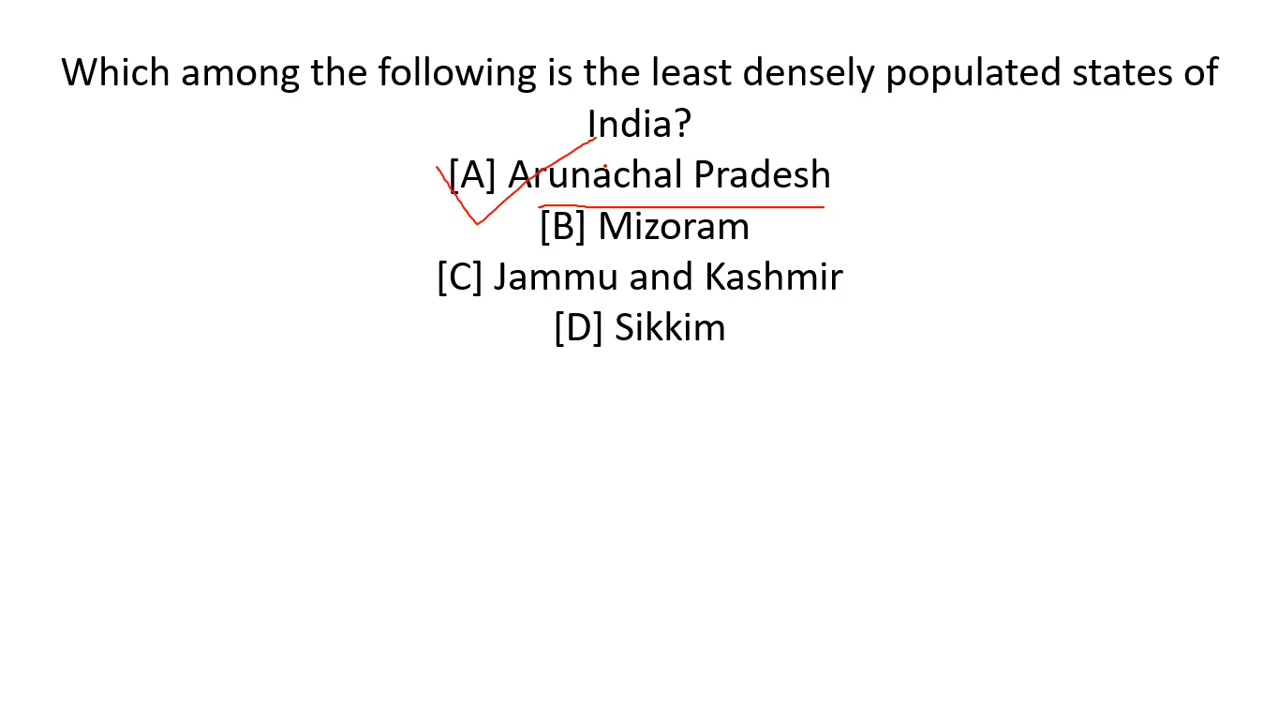 Which among the following is the least densely populated states of
India?
[A] Arunachal Pradesh
[B] Mizoram
[C] Jammu and Kashmir
[D] Sikkim